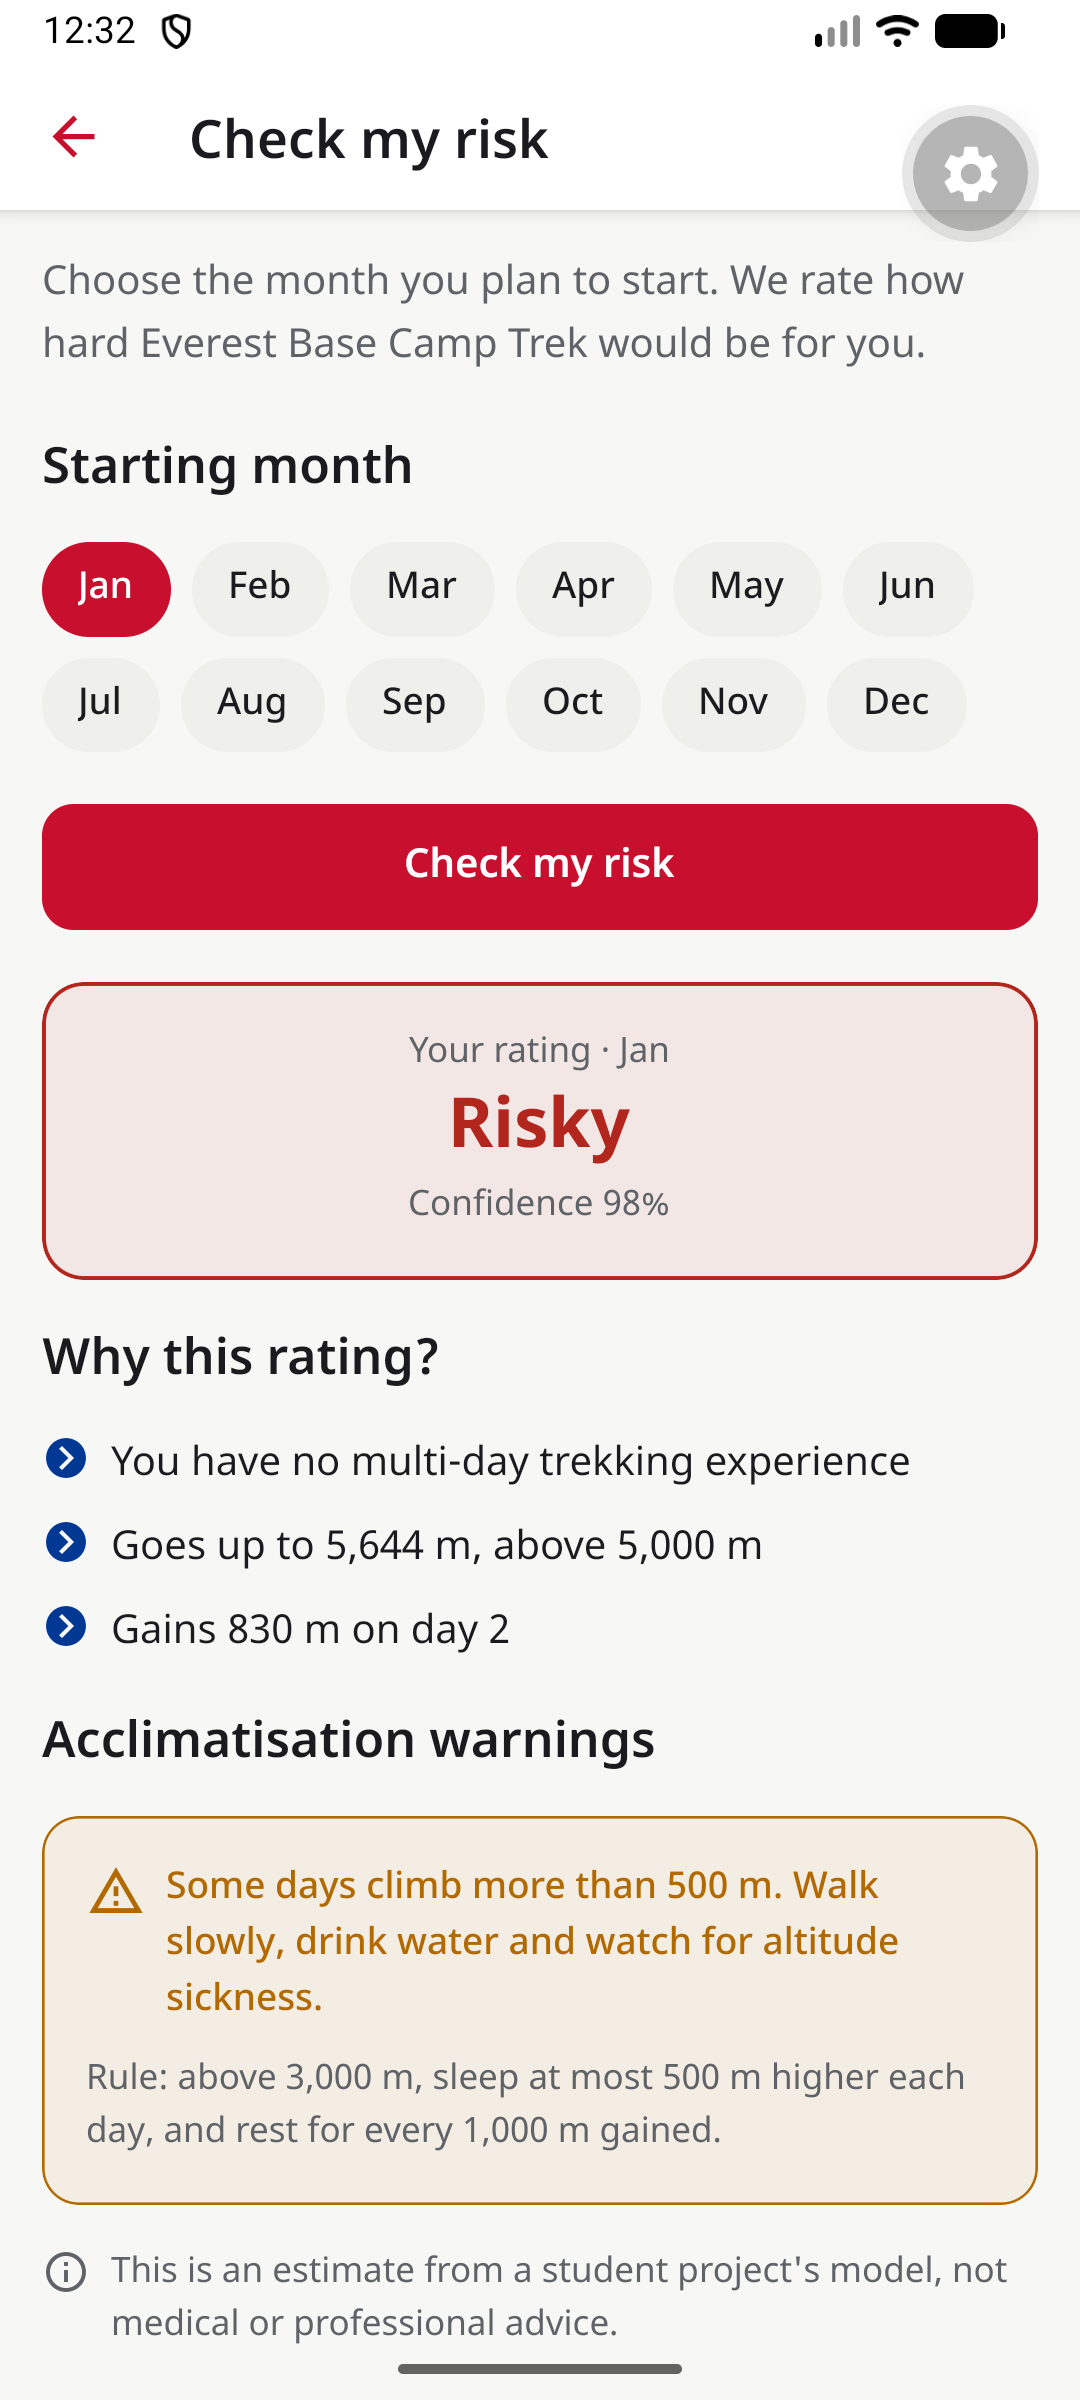 12:32
Check my risk
Choose the month you plan to start. We rate how
hard Everest Base Camp Trek would be for you.
Starting month
Jan Feb Mar Apr May Jun
Jul Aug Sep Oct Nov Dec
Check my risk
Your rating · Jan
Risky
Confidence 98%
Why this rating?
You have no multi-day trekking experience
Goes up to 5,644 m, above 5,000 m
Gains 830 m on day 2
Acclimatisation warnings
Some days climb more than 500 m. Walk
slowly, drink water and watch for altitude
sickness.
Rule: above 3,000 m, sleep at most 500 m higher each
day, and rest for every 1,000 m gained.
This is an estimate from a student project's model, not
medical or professional advice.